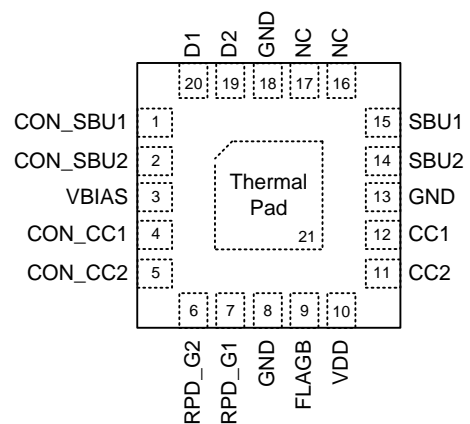 D1 D2 GND NC NC
20 19 18 17 16
CON_SBU1 1 15 SBU1
CON_SBU2 2 14 SBU2
VBIAS 3 13 GND
CON_CC1 4 12 CC1
CON_CC2 5 11 CC2
Thermal
Pad
21
6 7 8 9 10
RPD_G2 RPD_G1 GND FLAGB VDD